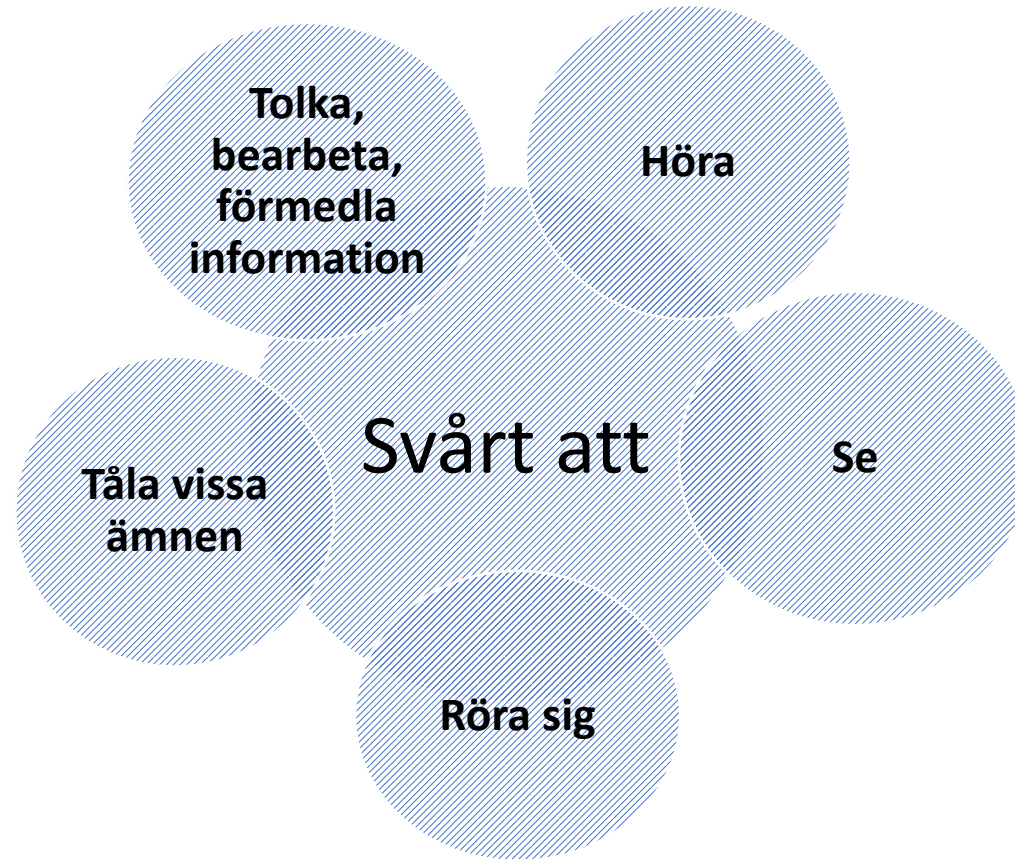 Tolka,
bearbeta,
förmedla
information
Höra
Svårt att
Se
Tåla vissa
ämnen
Röra sig